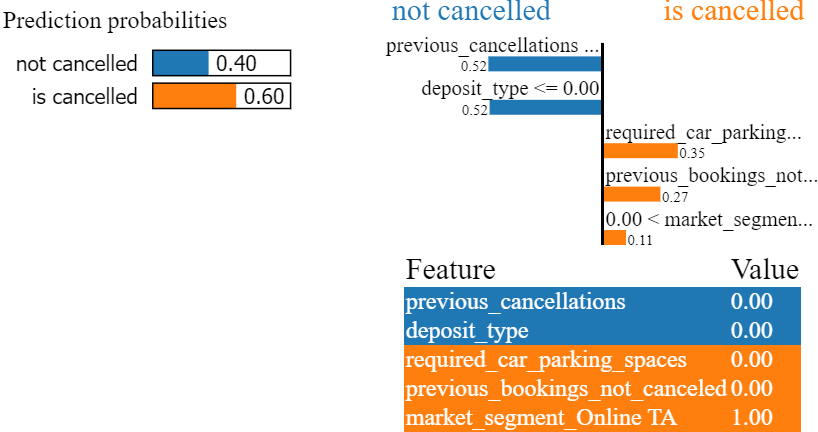 Prediction probabilities
not cancelled 0.40
is cancelled 0.60
not cancelled is cancelled
previous_cancellations ...
0.52
deposit_type <= 0.00
0.52
required_car_parking...
0.35
previous_bookings_not...
0.27
0.00 < market_segmen...
0.11
Feature Value
previous_cancellations 0.00
deposit_type 0.00
required_car_parking_spaces 0.00
previous_bookings_not_canceled 0.00
market_segment_Online TA 1.00